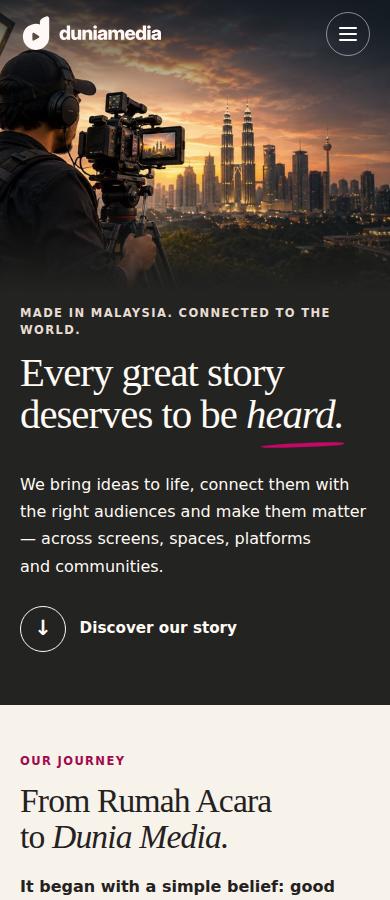 duniamedia
MADE IN MALAYSIA. CONNECTED TO THE
WORLD.
Every great story
deserves to be heard.
We bring ideas to life, connect them with
the right audiences and make them matter
— across screens, spaces, platforms
and communities.
↓ Discover our story
OUR JOURNEY
From Rumah Acara
to Dunia Media.
It began with a simple belief: good